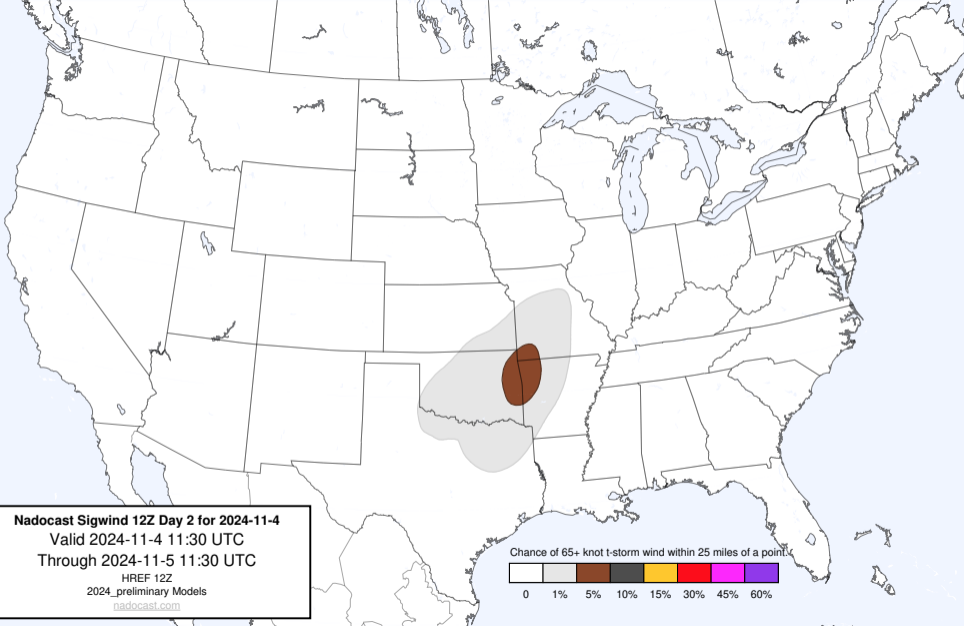 Nadocast Sigwind 12Z Day 2 for 2024-11-4
Valid 2024-11-4 11:30 UTC
Through 2024-11-5 11:30 UTC
HREF 12Z
2024_preliminary Models
nadocast.com
Chance of 65+ knot t-storm wind within 25 miles of a point.
0 1% 5% 10% 15% 30% 45% 60%